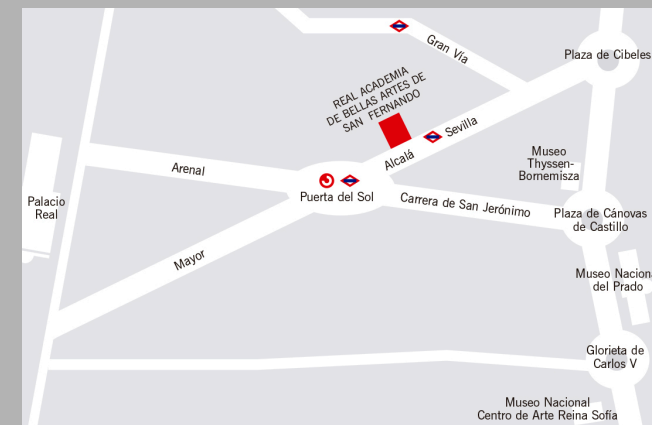 Gran Vía
Plaza de Cibeles
REAL ACADEMIA
DE BELLAS ARTES DE
SAN FERNANDO
Sevilla
Alcalá
Museo
Thyssen-
Bornemisza
Arenal
Palacio
Real
Puerta del Sol
Carrera de San Jerónimo
Plaza de Cánovas
de Castillo
Mayor
Museo Naciona
del Prado
Glorieta de
Carlos V
Museo Nacional
Centro de Arte Reina Sofía